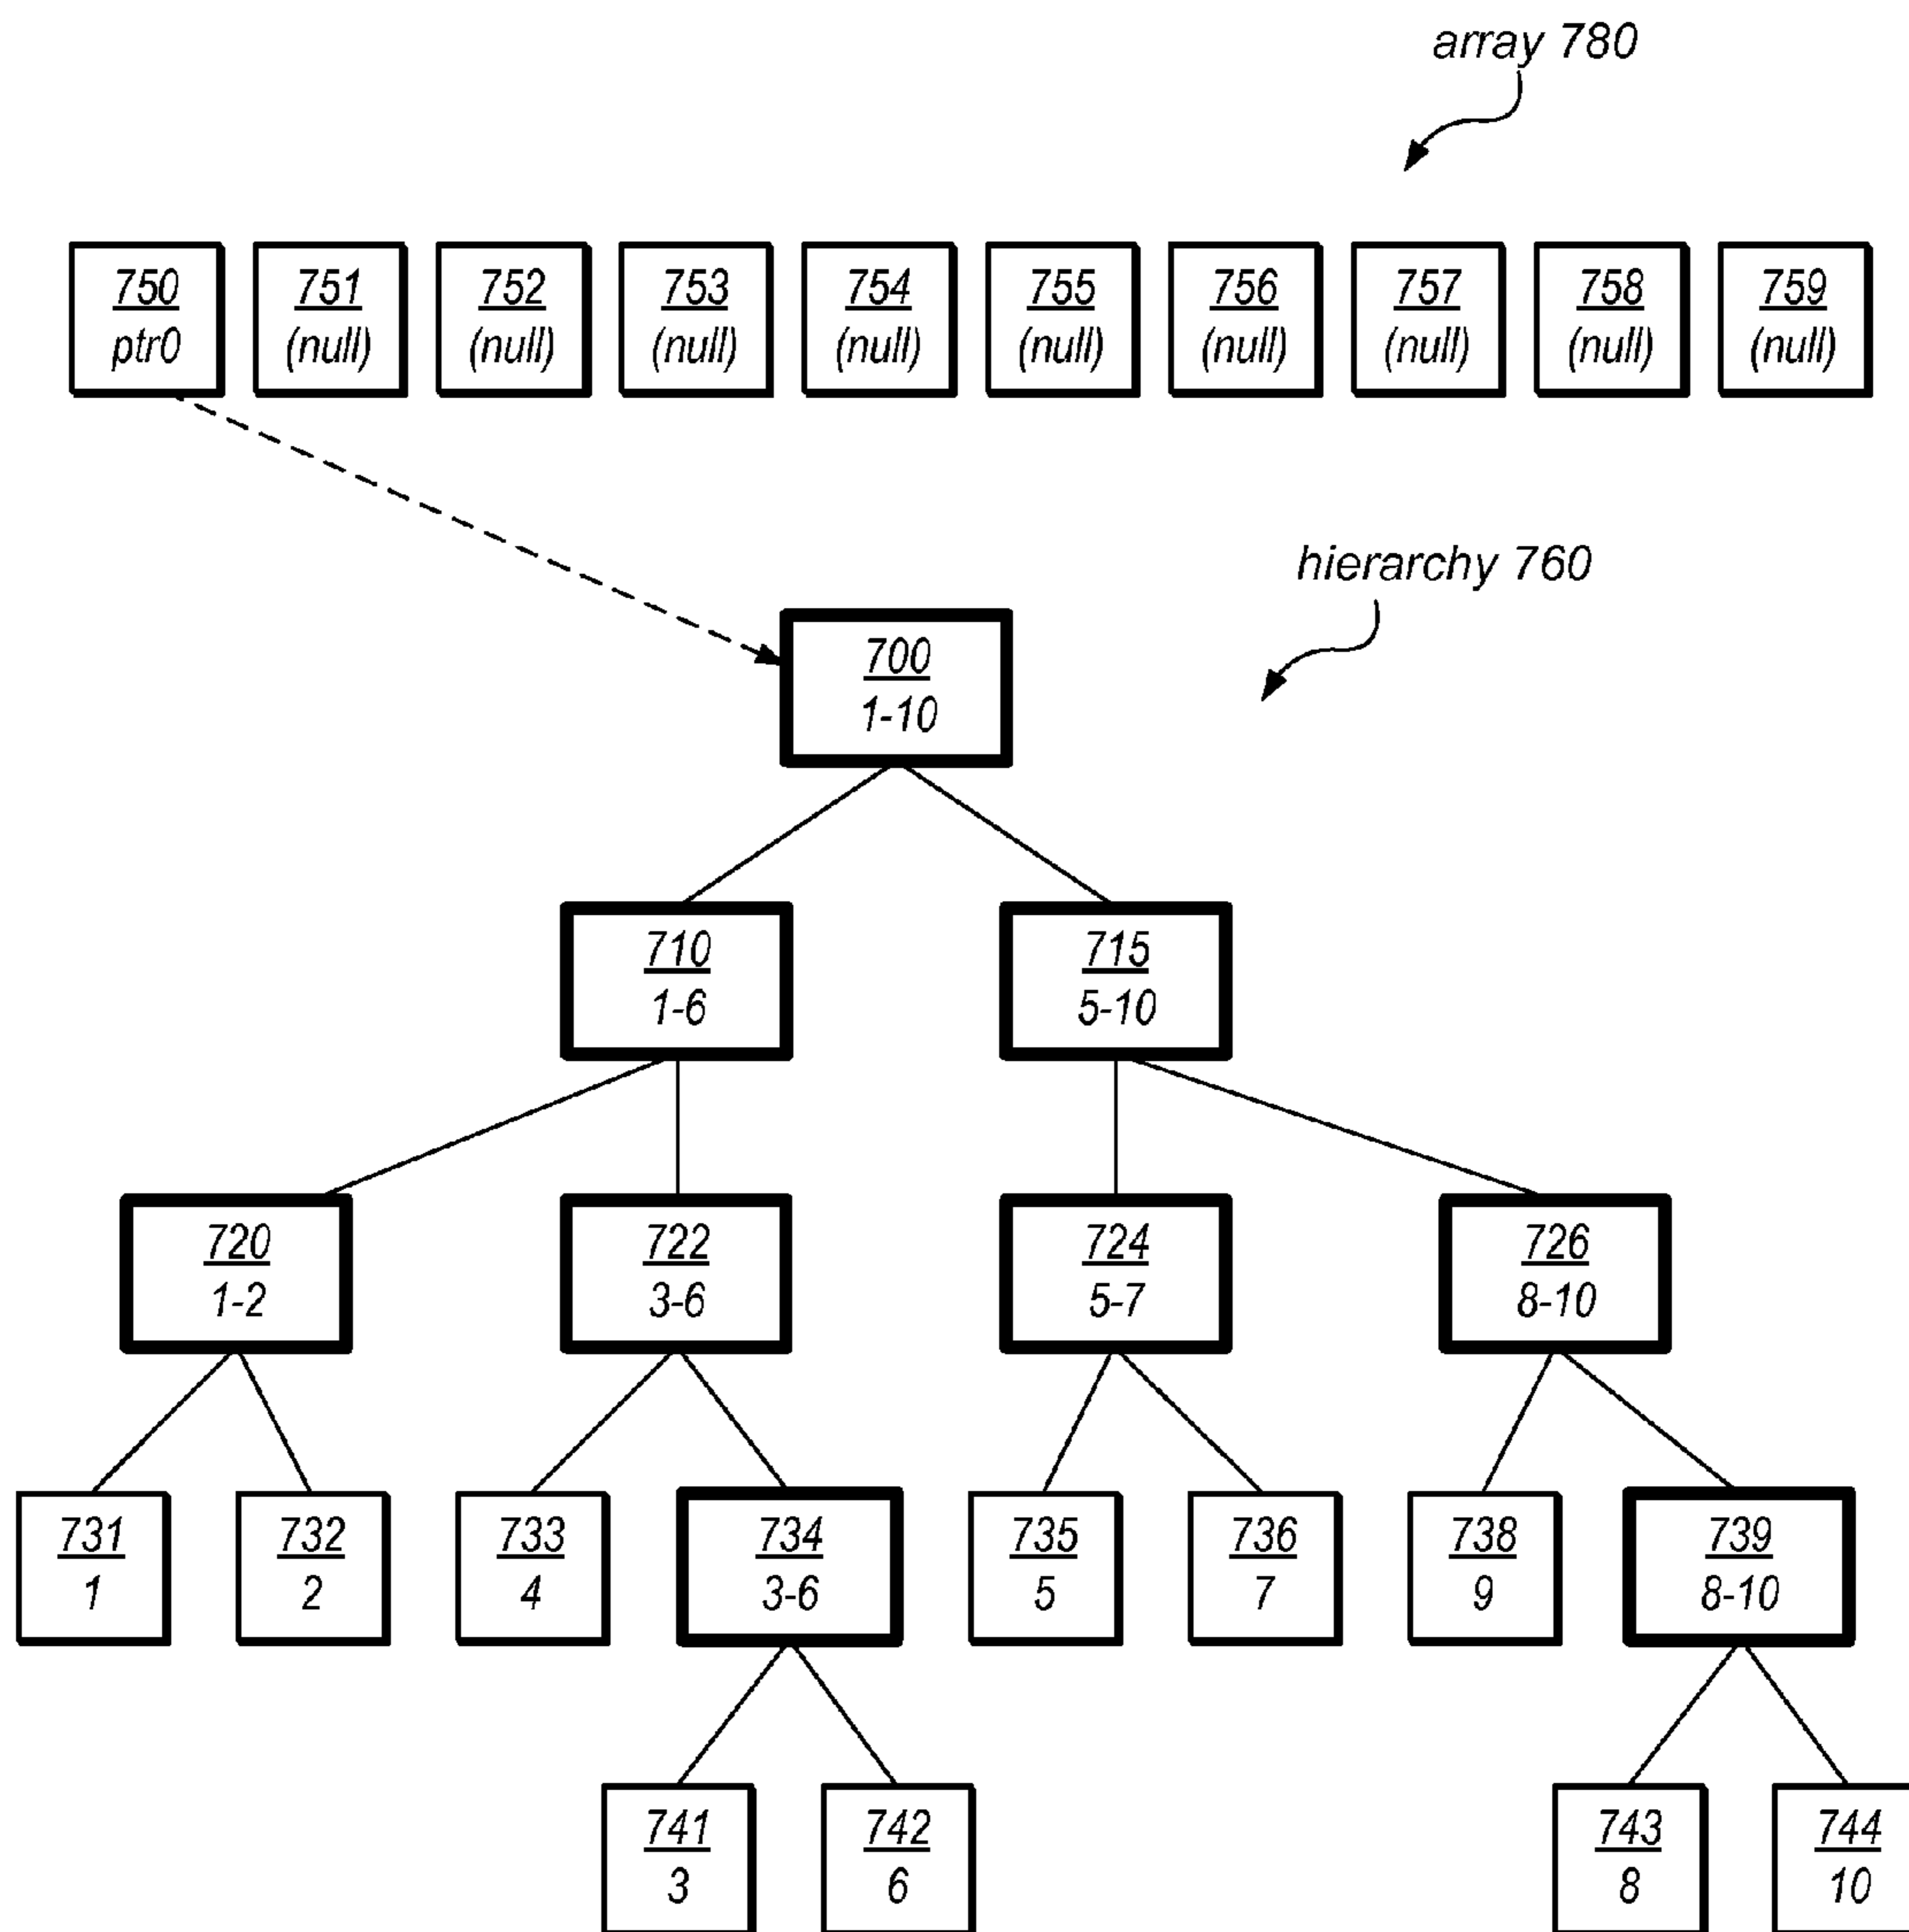 array 780
750 751 752 753 754 755 756 757 758 759
ptr0 (null) (null) (null) (null) (null) (null) (null) (null) (null)
hierarchy 760
700
1-10
710 715
1-6 5-10
720 722 724 726
1-2 3-6 5-7 8-10
731 732 733 734 735 736 738 739
1 2 4 3-6 5 7 9 8-10
741 742 743 744
3 6 8 10